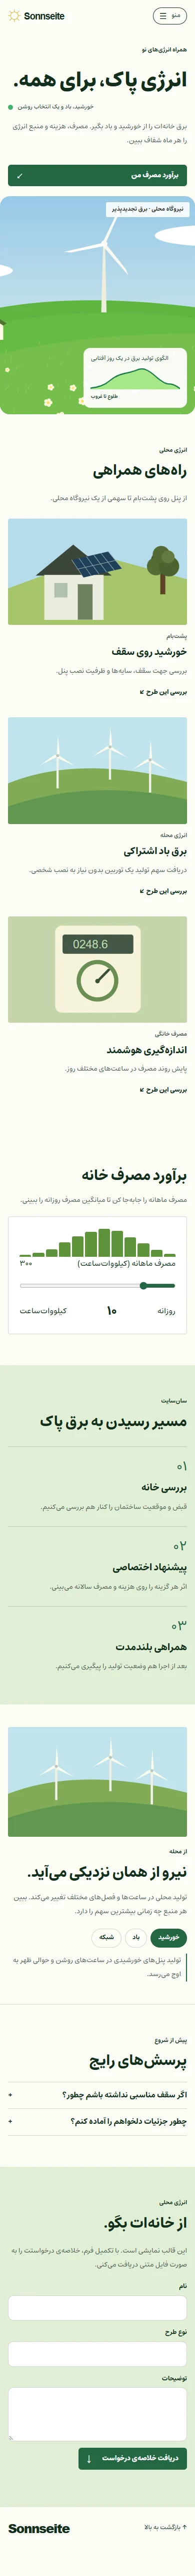 منو ☰
Sonnseite
همراه انرژی‌های نو
انرژی پاک، برای همه.
خورشید، باد و یک انتخاب روشن
برق خانه‌ات را از خورشید و باد بگیر. مصرف، هزینه و منبع انرژی
را هر ماه شفاف ببین.
برآورد مصرف من ↙
نیروگاه محلی · برق تجدیدپذیر
الگوی تولید برق در یک روز آفتابی
طلوع تا غروب
انرژی محلی
راه‌های همراهی
از پنل روی پشت‌بام تا سهمی از یک نیروگاه محلی.
پشت‌بام
خورشید روی سقف
بررسی جهت سقف، سایه‌ها و ظرفیت نصب پنل.
بررسی این طرح ↙
انرژی محله
برق باد اشتراکی
دریافت سهم تولید یک توربین بدون نیاز به نصب شخصی.
بررسی این طرح ↙
0248.6
مصرف خانگی
اندازه‌گیری هوشمند
پایش روند مصرف در ساعت‌های مختلف روز.
بررسی این طرح ↙
برآورد مصرف خانه
مصرف ماهانه را جابه‌جا کن تا میانگین مصرف روزانه را ببینی.
مصرف ماهانه (کیلووات‌ساعت)
۳۰۰
روزانه ۱۰ کیلووات‌ساعت
سان‌سایت
مسیر رسیدن به برق پاک
۰۱
بررسی خانه
قبض و موقعیت ساختمان را کنار هم بررسی می‌کنیم.
۰۲
پیشنهاد اختصاصی
اثر هر گزینه را روی هزینه و مصرف سالانه می‌بینی.
۰۳
همراهی بلندمدت
بعد از اجرا هم وضعیت تولید را پیگیری می‌کنیم.
از محله
نیرو از همان نزدیکی می‌آید.
تولید محلی در ساعت‌ها و فصل‌های مختلف تغییر می‌کند. ببین
هر منبع چه زمانی بیشترین سهم را دارد.
خورشید باد شبکه
تولید پنل‌های خورشیدی در ساعت‌های روشن و حوالی ظهر به
اوج می‌رسد.
پیش از شروع
پرسش‌های رایج
اگر سقف مناسبی نداشته باشم چطور؟ +
چطور جزئیات دلخواهم را آماده کنم؟ +
انرژی محلی
از خانه‌ات بگو.
این قالب نمایشی است. با تکمیل فرم، خلاصه‌ی درخواستت را به
صورت فایل متنی دریافت می‌کنی.
نام
نوع طرح
توضیحات
دریافت خلاصه‌ی درخواست ↓
↑ بازگشت به بالا
Sonnseite